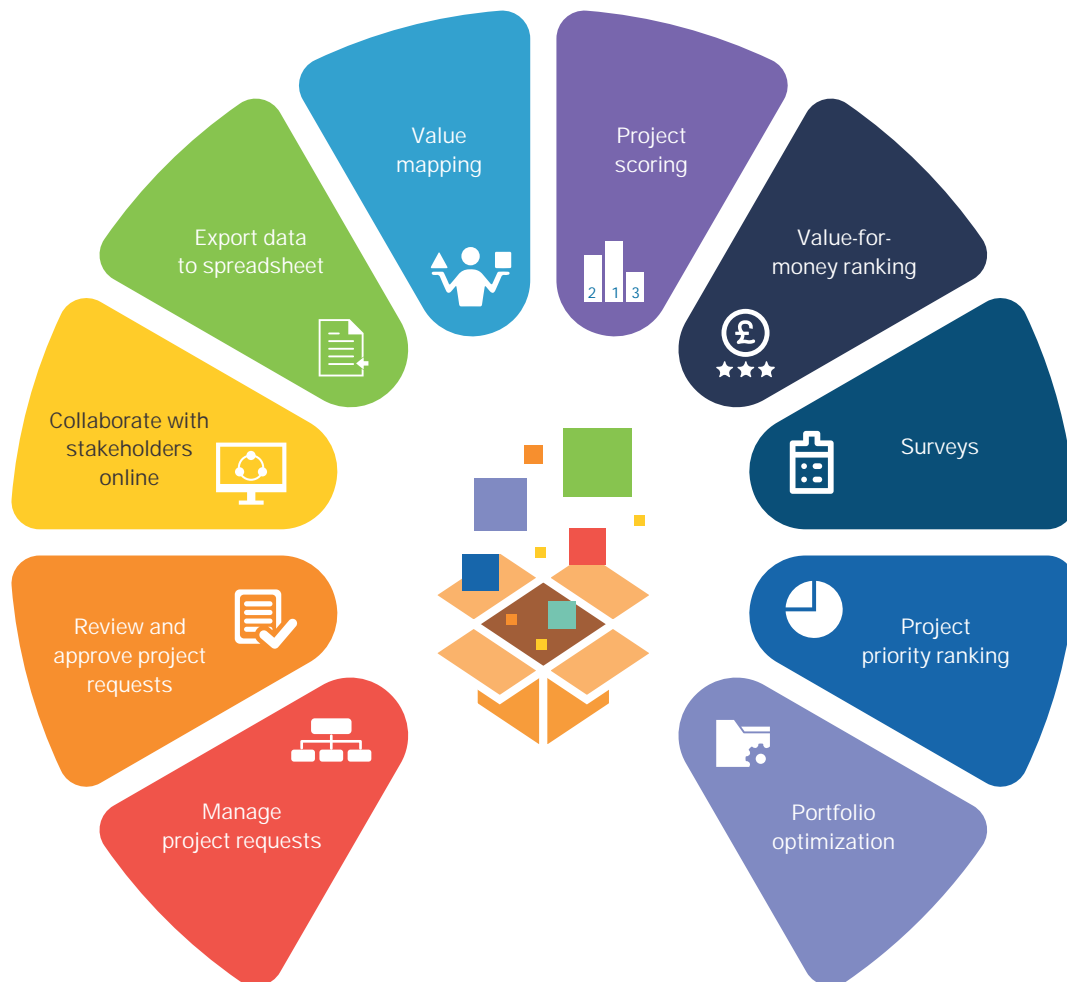 Value
mapping
Project
scoring
Export data
to spreadsheet
Value-for-
money ranking
2 1 3
£
Collaborate with
stakeholders
online
Surveys
Review and
approve project
requests
Project
priority ranking
Manage
project requests
Portfolio
optimization